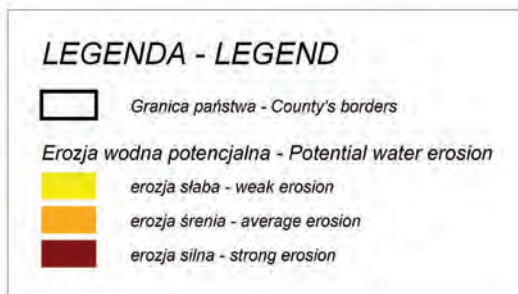 LEGENDA - LEGEND
Granica państwa - County's borders
Erozja wodna potencjalna - Potential water erosion
erozja słaba - weak erosion
erozja śrenia - average erosion
erozja silna - strong erosion